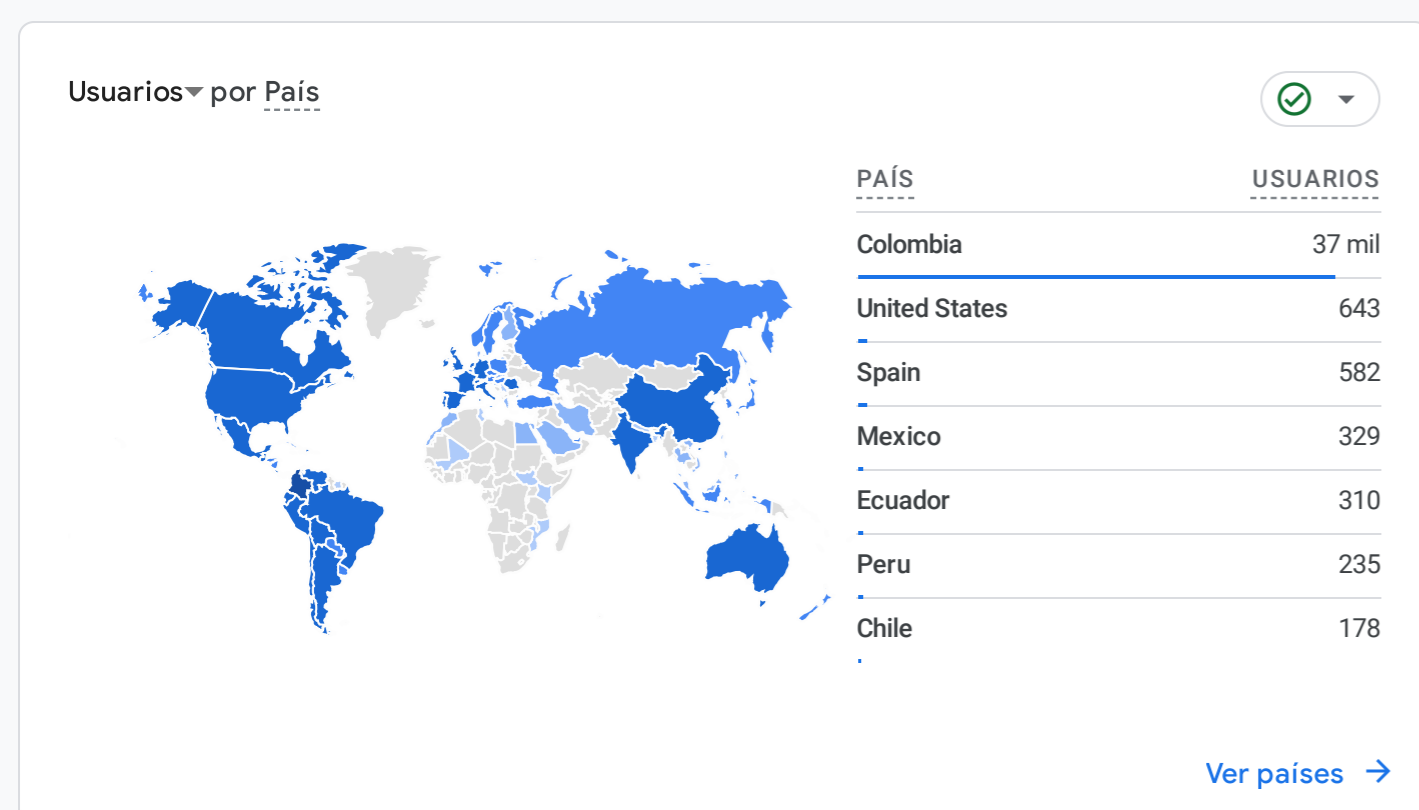 Usuarios por País
PAÍS USUARIOS
Colombia 37 mil
United States 643
Spain 582
Mexico 329
Ecuador 310
Peru 235
Chile 178
Ver países